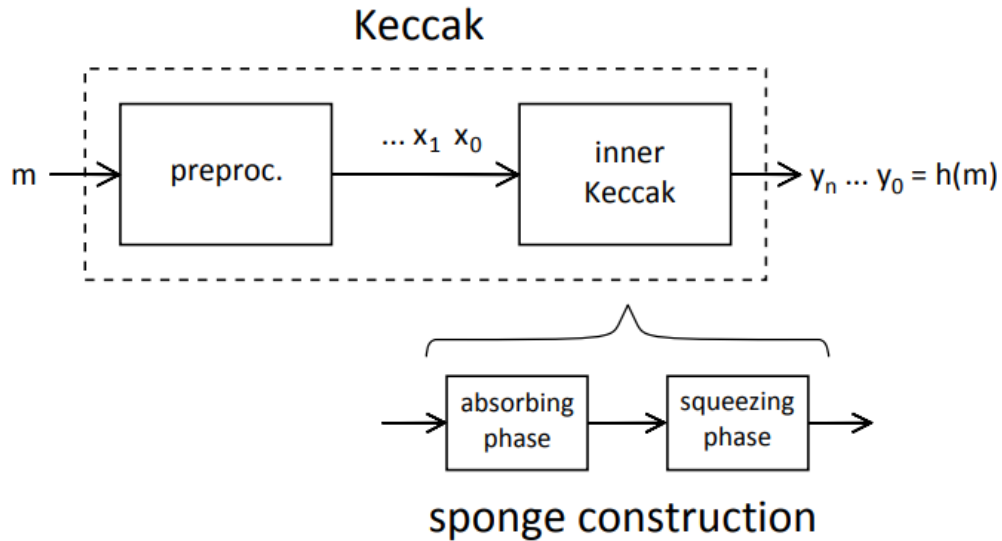 Keccak
m
preproc.
... x₁ x₀
inner
Keccak
yₙ ... y₀ = h(m)
absorbing
phase
squeezing
phase
sponge construction